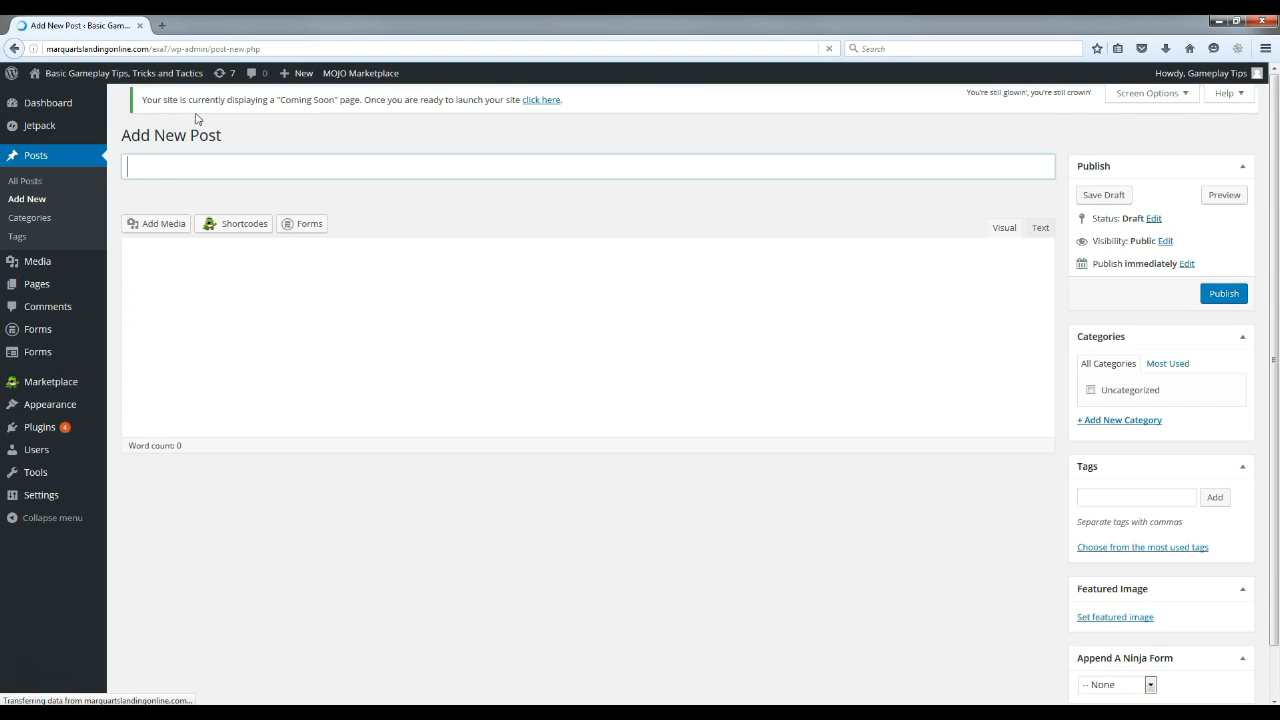 Add New Post ‹ Basic Gam...
marquartslandingonline.com/exa7/wp-admin/post-new.php
Search
Basic Gameplay Tips, Tricks and Tactics 7 0 New MOJO Marketplace
Howdy, Gameplay Tips
Dashboard
Jetpack
Posts
All Posts
Add New
Categories
Tags
Media
Pages
Comments
Forms
Forms
Marketplace
Appearance
Plugins 4
Users
Tools
Settings
Collapse menu
Your site is currently displaying a "Coming Soon" page. Once you are ready to launch your site click here.
You're still glowin', you're still crowin'
Screen Options
Help
Add New Post
Add Media
Shortcodes
Forms
Visual
Text
Word count: 0
Publish
Save Draft
Preview
Status: Draft Edit
Visibility: Public Edit
Publish immediately Edit
Publish
Categories
All Categories
Most Used
Uncategorized
+ Add New Category
Tags
Add
Separate tags with commas
Choose from the most used tags
Featured Image
Set featured image
Append A Ninja Form
-- None
Transferring data from marquartslandingonline.com...